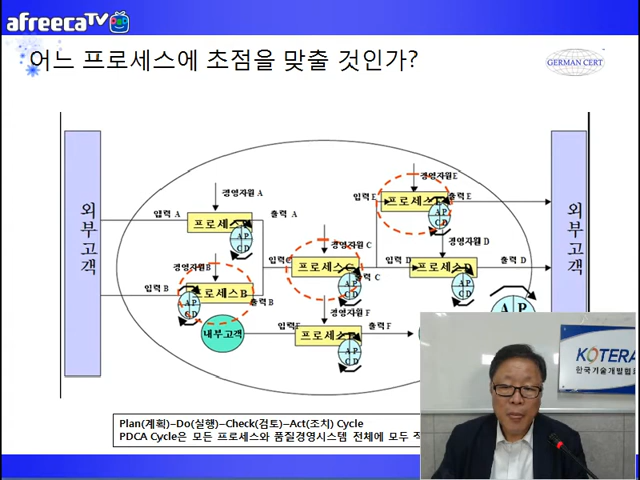 afreecaTV
어느 프로세스에 초점을 맞출 것인가?
GERMAN CERT
외부고객
외부고객
경영자원 A
입력 A
프로세스
출력 A
A P
C D
경영자원B
입력 B
프로세스B
출력 B
A P
C D
내부고객
경영자원 C
입력C
프로세스C
출력 C
A P
C D
경영자원E
입력 E
프로세스
출력 E
A P
C D
경영자원 D
입력 D
프로세스D
출력 D
A P
C D
경영자원 F
입력F
프로세스
출력 F
A P
C D
A P
Plan(계획)–Do(실행)–Check(검토)–Act(조치) Cycle
PDCA Cycle은 모든 프로세스와 품질경영시스템 전체에 모두
KOTERA
한국기술개발협